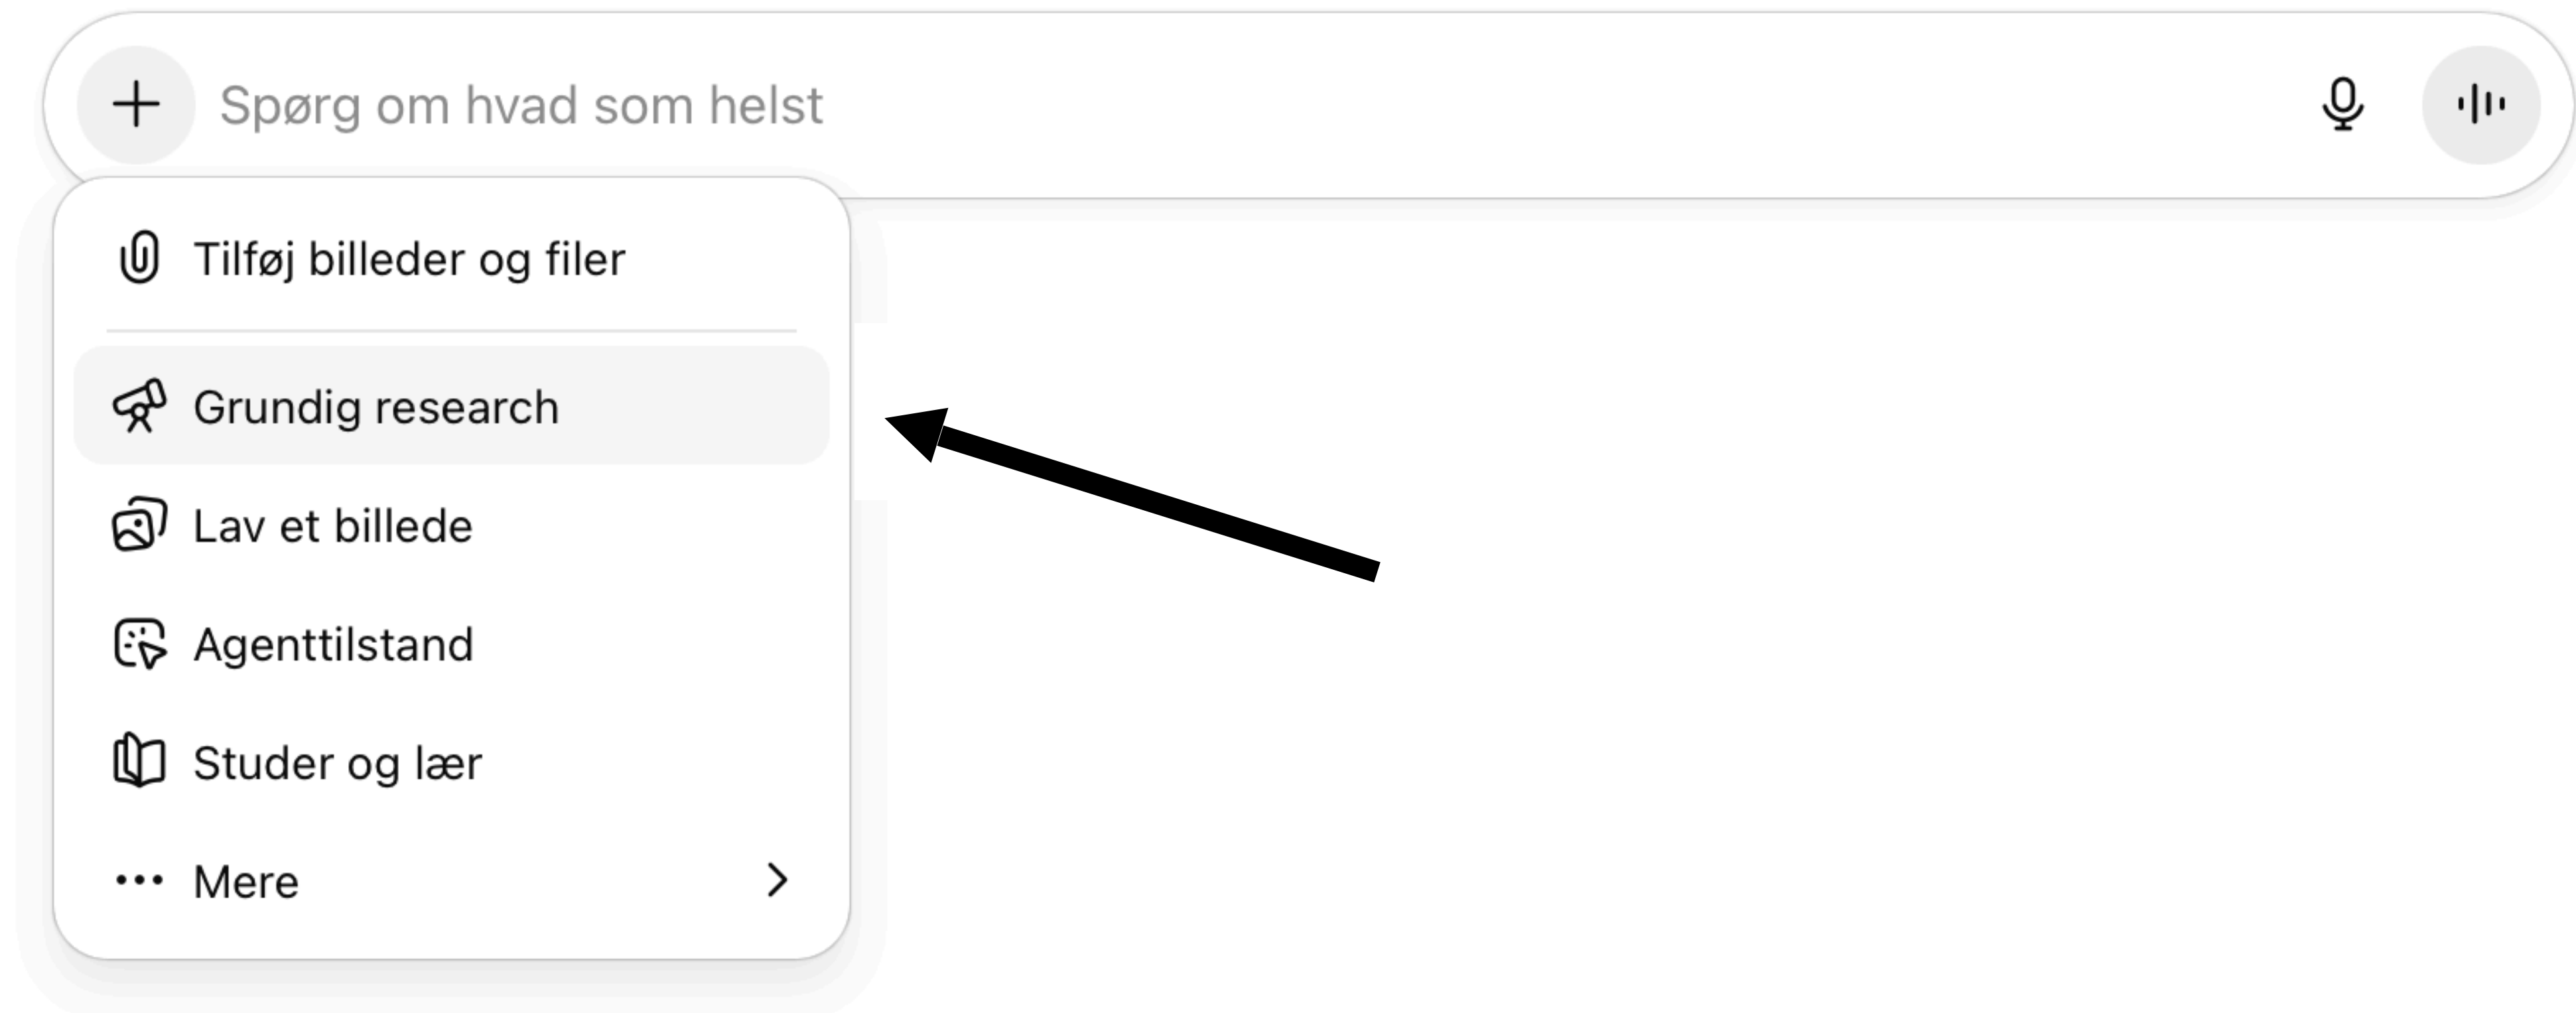 Spørg om hvad som helst
Tilføj billeder og filer
Grundig research
Lav et billede
Agenttilstand
Studer og lær
Mere